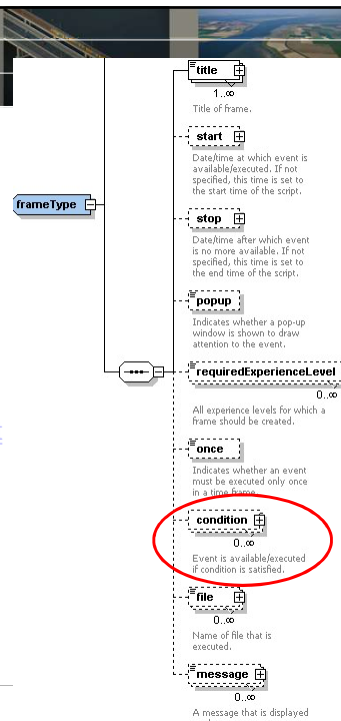 title
1..∞
Title of frame.
start
Date/time at which event is
available/executed. If not
specified, this time is set to
the start time of the script.
frameType
stop
Date/time after which event
is no more available. If not
specified, this time is set to
the end time of the script.
popup
Indicates whether a pop-up
window is shown to draw
attention to the event.
requiredExperienceLevel
0..∞
All experience levels for which a
frame should be created.
once
Indicates whether an event
must be executed only once
in a time frame.
condition
0..∞
Event is available/executed
if condition is satisfied.
file
0..∞
Name of file that is
executed.
message
0..∞
A message that is displayed